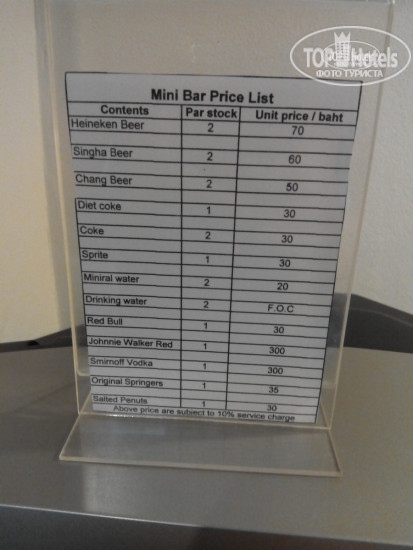 TOP Hotels
ФОТО ТУРИСТА
Mini Bar Price List
Contents Par stock Unit price / baht
Heineken Beer 2 70
Singha Beer 2 60
Chang Beer 2 50
Diet coke 1 30
Coke 2 30
Sprite 1 30
Miniral water 2 20
Drinking water 2 F.O.C
Red Bull 1 30
Johnnie Walker Red 1 300
Smirnoff Vodka 1 300
Original Springers 1 35
Salted Penuts 1 30
Above price are subject to 10% service charge